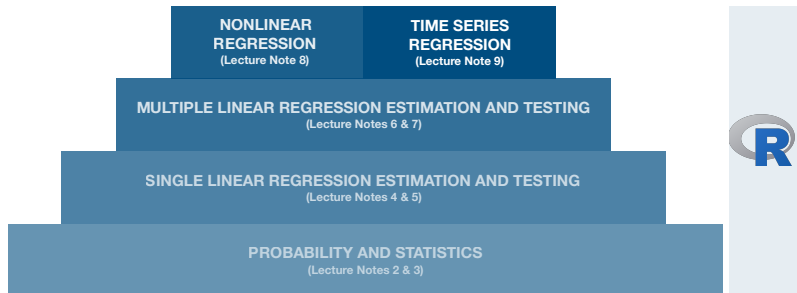 NONLINEAR
REGRESSION
(Lecture Note 8)
TIME SERIES
REGRESSION
(Lecture Note 9)
MULTIPLE LINEAR REGRESSION ESTIMATION AND TESTING
(Lecture Notes 6 & 7)
SINGLE LINEAR REGRESSION ESTIMATION AND TESTING
(Lecture Notes 4 & 5)
PROBABILITY AND STATISTICS
(Lecture Notes 2 & 3)
R